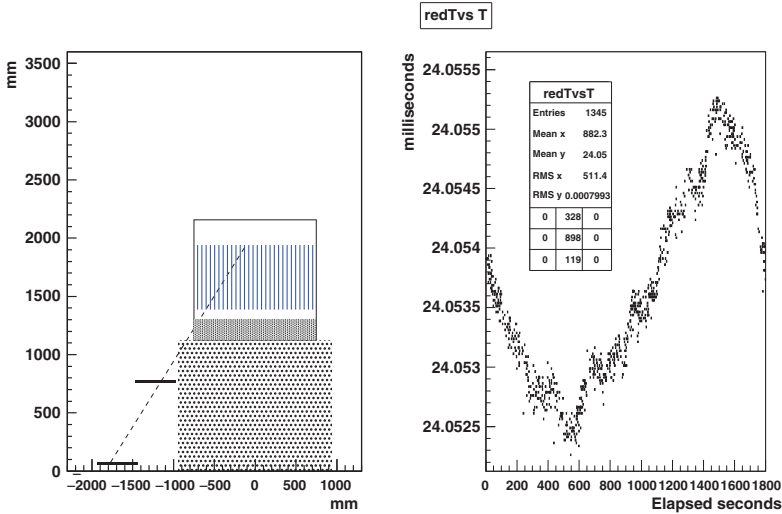 redTvs T
mm
3500
3000
2500
2000
1500
1000
500
0
−2000 −1500 −1000 −500 0 500 1000
mm
milliseconds
24.0555
24.055
24.0545
24.054
24.0535
24.053
24.0525
redTvsT
Entries 1345
Mean x 882.3
Mean y 24.05
RMS x 511.4
RMS y 0.0007993
0 328 0
0 898 0
0 119 0
0 200 400 600 800 1000 1200 1400 1600 1800
Elapsed seconds